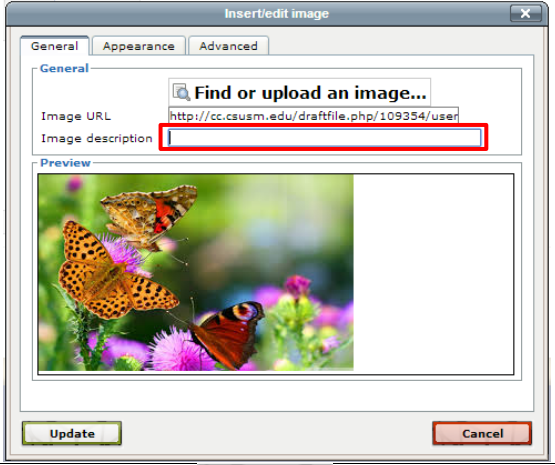 Insert/edit image
General Appearance Advanced
General
Find or upload an image...
Image URL http://cc.csusm.edu/draftfile.php/109354/user
Image description
Preview
Update Cancel